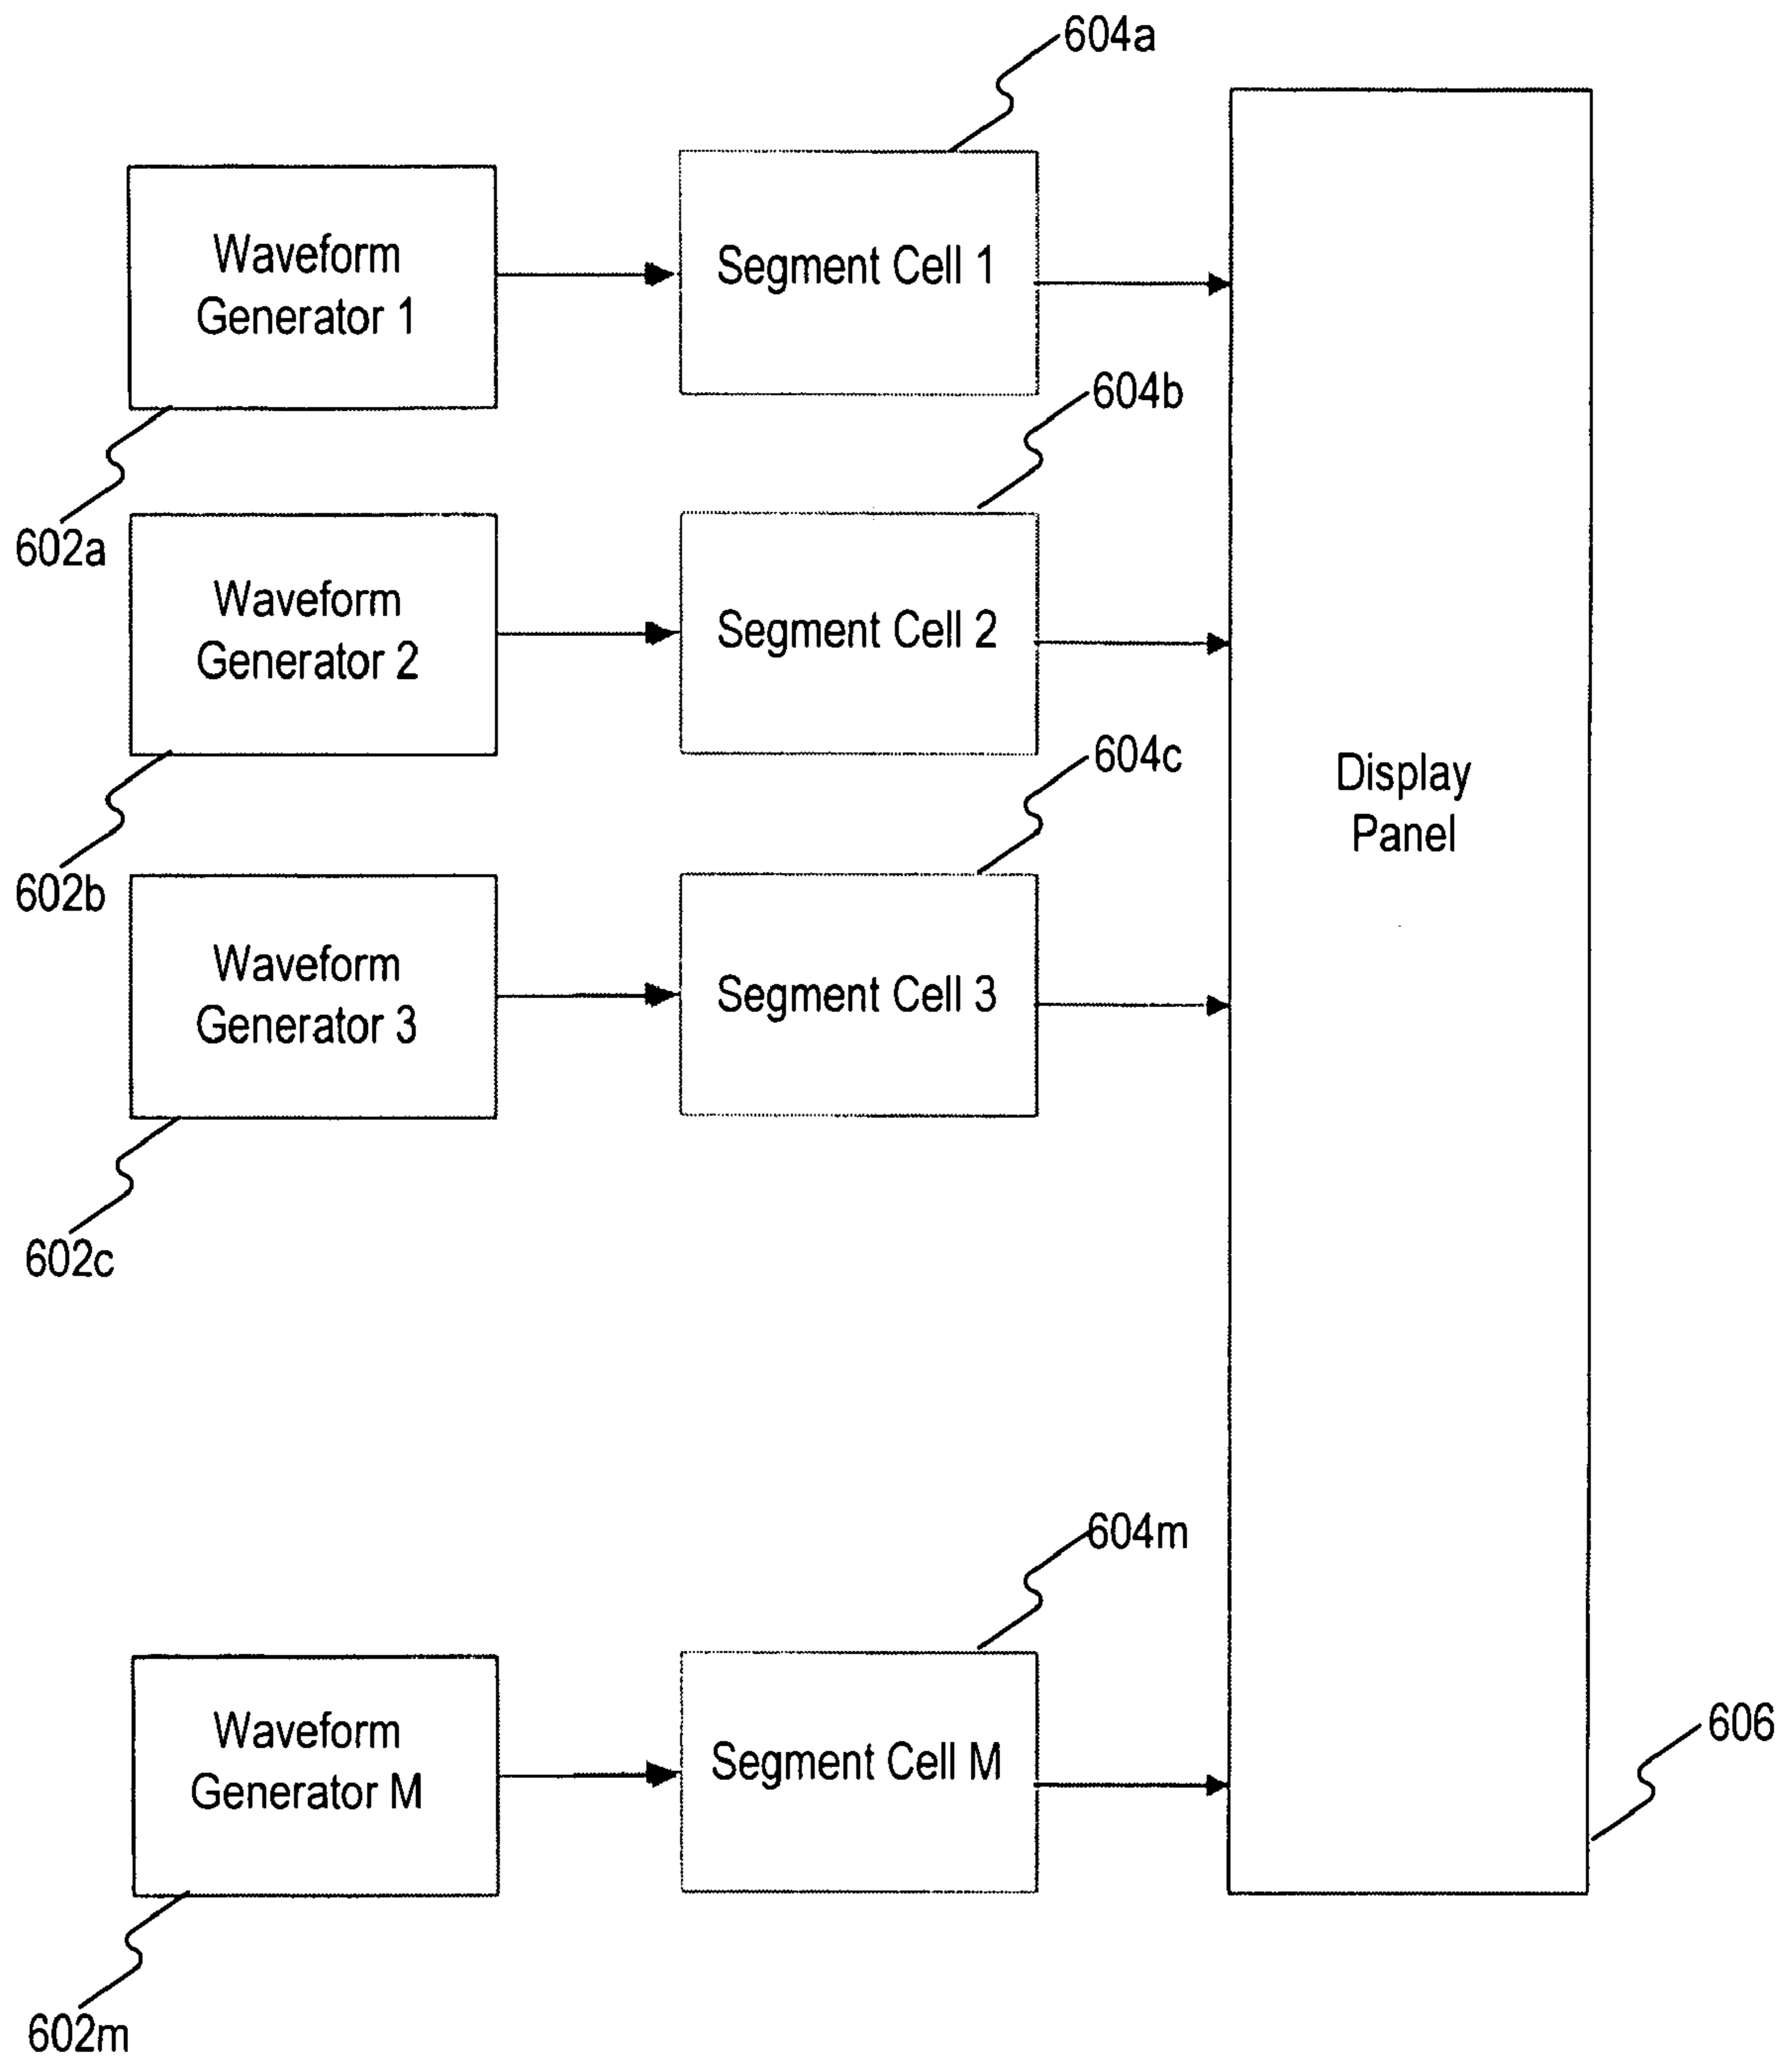 604a
Waveform
Generator 1
Segment Cell 1
604b
602a
Waveform
Generator 2
Segment Cell 2
604c
Display
Panel
602b
Waveform
Generator 3
Segment Cell 3
602c
604m
Waveform
Generator M
Segment Cell M
606
602m